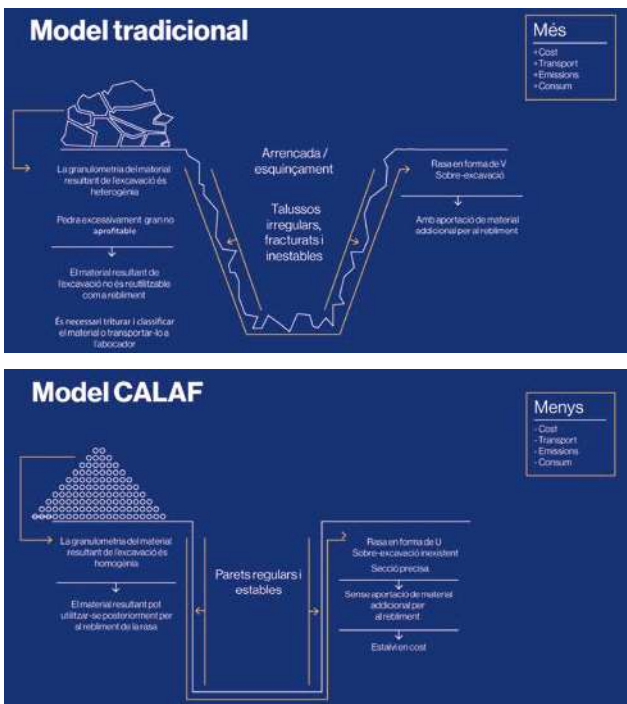 Model tradicional
Més
+Cost
+Transport
+Emissions
+Consum
La granulometria del material
resultant de l'excavació és
heterogènia
Pedra excessivament gran no
aprofitable
El material resultant de
l'excavació no és reutilitzable
com a rebliment
És necessari triturar i classificar
el material o transportar-lo a
l'abocador
Arrencada /
esquinçament
Talussos
irregulars,
fracturats i
inestables
Rasa en forma de V
Sobre-excavació
Amb aportació de material
addicional per al rebliment
Model CALAF
Menys
- Cost
- Transport
- Emissions
- Consum
La granulometria del material
resultant de l'excavació és
homogènia
El material resultant pot
utilitzar-se posteriorment per
al rebliment de la rasa
Parets regulars i
estables
Rasa en forma de U
Sobre-excavació inexistent
Secció precisa
Sense aportació de material
addicional per
al rebliment
Estalvi en cost